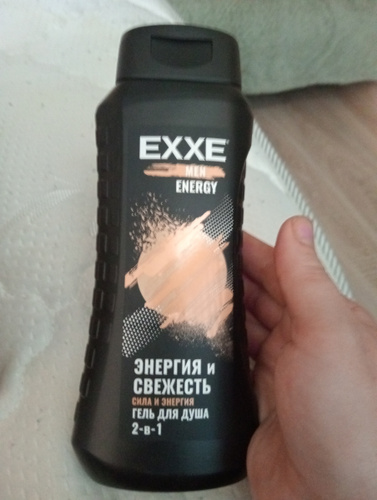 EXXE
MEN
ENERGY
ЭНЕРГИЯ и
СВЕЖЕСТЬ
СИЛА И ЭНЕРГИЯ
ГЕЛЬ ДЛЯ ДУША
2-в-1